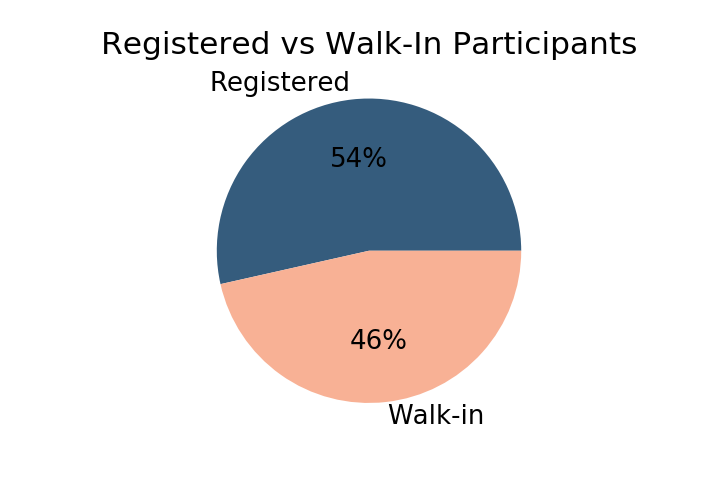 Registered vs Walk-In Participants
Registered
54%
46%
Walk-in